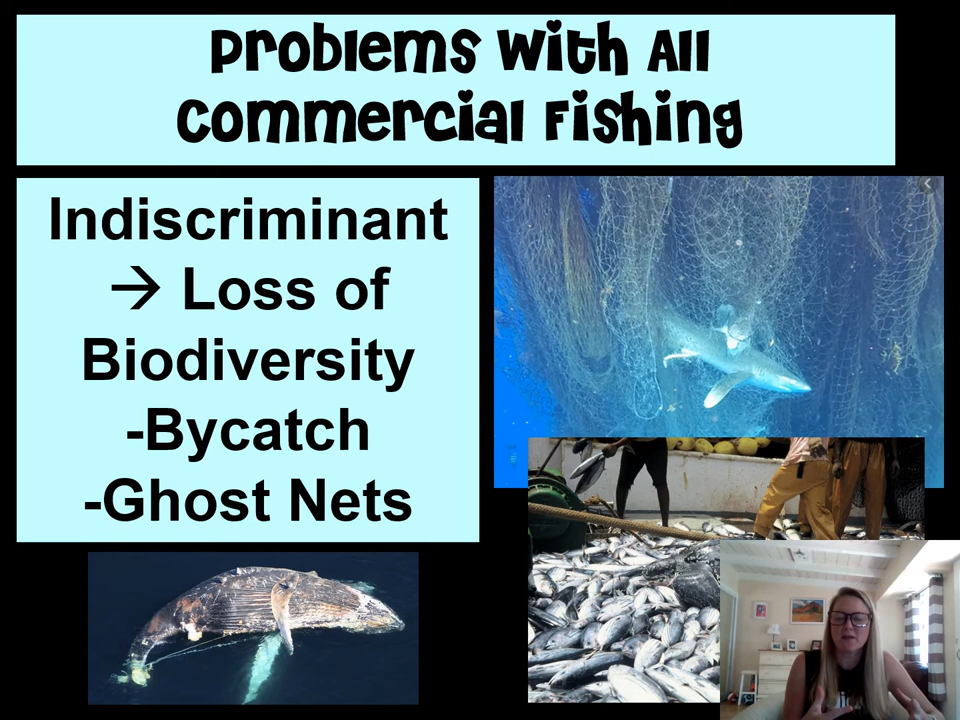 Problems With All
Commercial Fishing
Indiscriminant
→ Loss of
Biodiversity
-Bycatch
-Ghost Nets